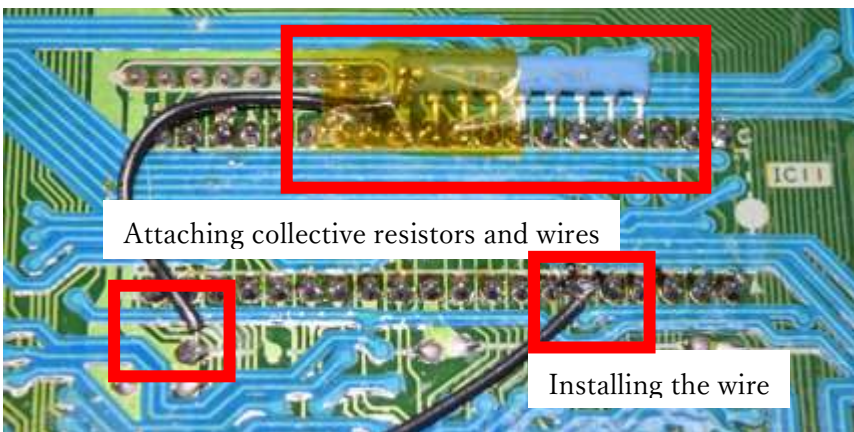 IC11
Attaching collective resistors and wires
Installing the wire